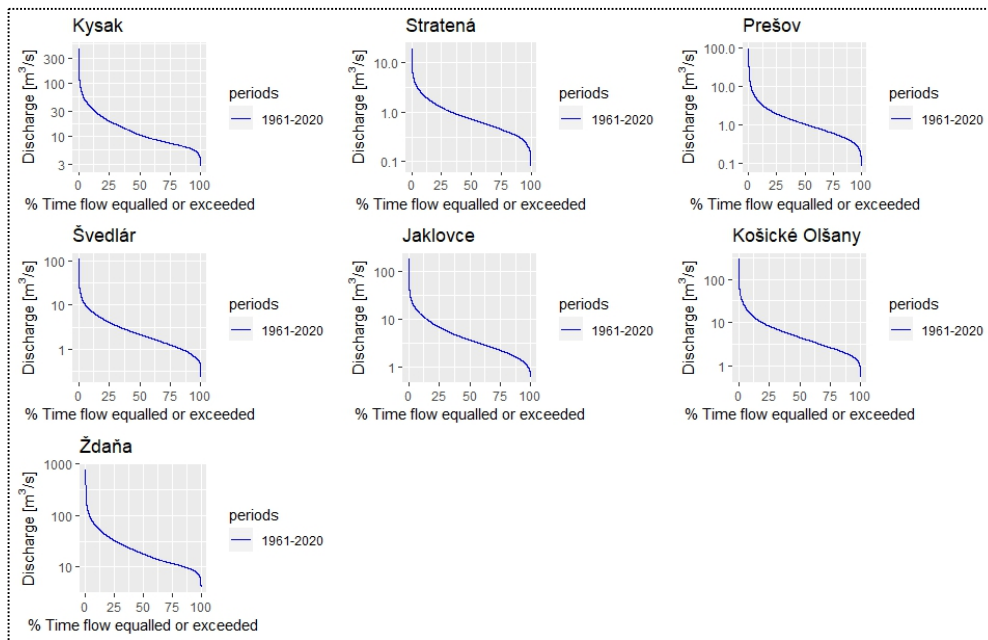 Kysak
Discharge [m³/s]
300
100
30
10
3
0 25 50 75 100
% Time flow equalled or exceeded
periods
1961-2020
Stratená
Discharge [m³/s]
10.0
1.0
0.1
0 25 50 75 100
% Time flow equalled or exceeded
periods
1961-2020
Prešov
Discharge [m³/s]
100.0
10.0
1.0
0.1
0 25 50 75 100
% Time flow equalled or exceeded
periods
1961-2020
Švedlár
Discharge [m³/s]
100
10
1
0 25 50 75 100
% Time flow equalled or exceeded
periods
1961-2020
Jaklovce
Discharge [m³/s]
100
10
1
0 25 50 75 100
% Time flow equalled or exceeded
periods
1961-2020
Košické Olšany
Discharge [m³/s]
100
10
1
0 25 50 75 100
% Time flow equalled or exceeded
periods
1961-2020
Ždaňa
Discharge [m³/s]
1000
100
10
0 25 50 75 100
% Time flow equalled or exceeded
periods
1961-2020